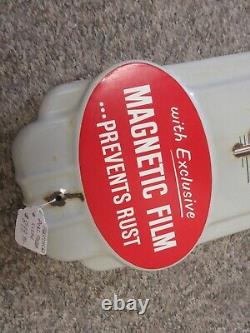 with Exclusive
MAGNETIC FILM
...PREVENTS RUST